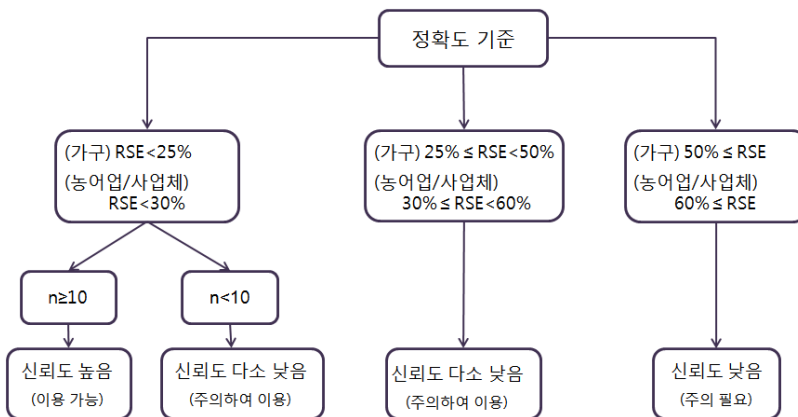 정확도 기준
(가구) RSE<25%
(농어업/사업체)
RSE<30%
(가구) 25% ≤ RSE<50%
(농어업/사업체)
30% ≤ RSE<60%
(가구) 50% ≤ RSE
(농어업/사업체)
60% ≤ RSE
n≥10
n<10
신뢰도 높음
(이용 가능)
신뢰도 다소 낮음
(주의하여 이용)
신뢰도 다소 낮음
(주의하여 이용)
신뢰도 낮음
(주의 필요)